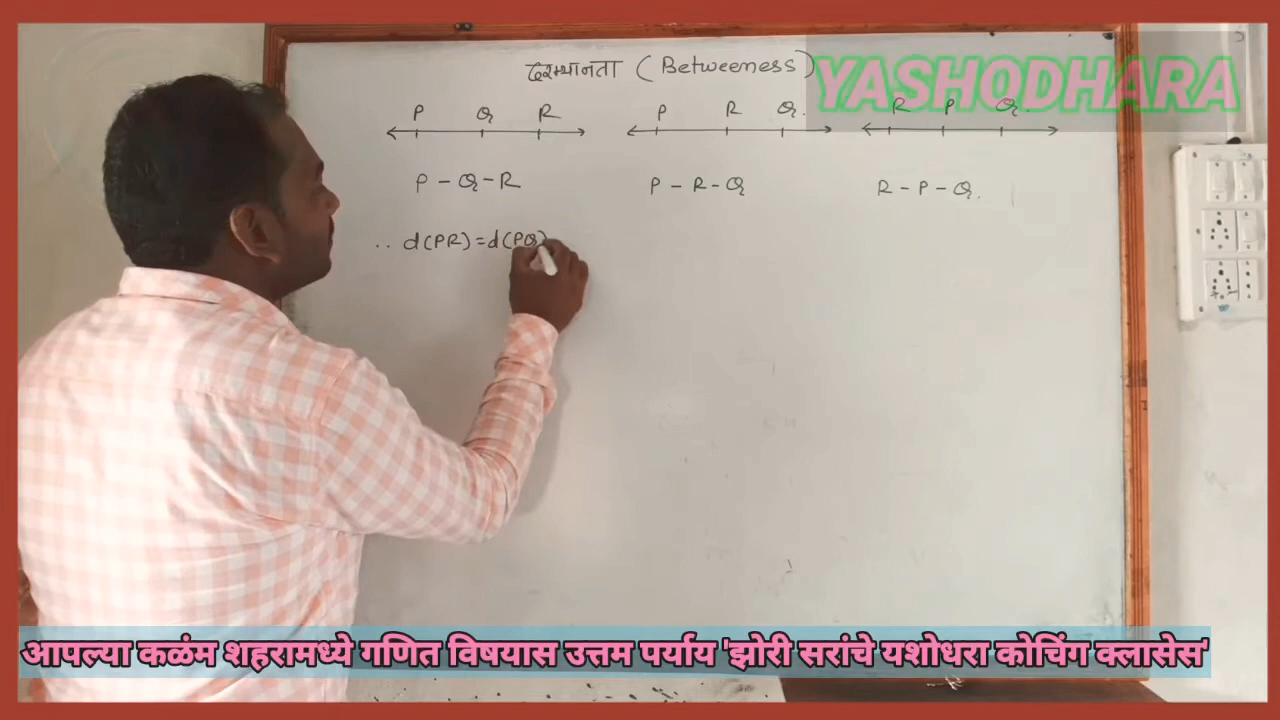 दरम्यानता (Betweeness)
YASHODHARA
P Q R
P R Q.
R P Q.
P - Q - R
P - R - Q
R - P - Q.
∴ d(PR) = d(PQ)
आपल्या कळंम शहरामध्ये गणित विषयास उत्तम पर्याय 'झोरी सरांचे यशोधरा कोचिंग क्लासेस'